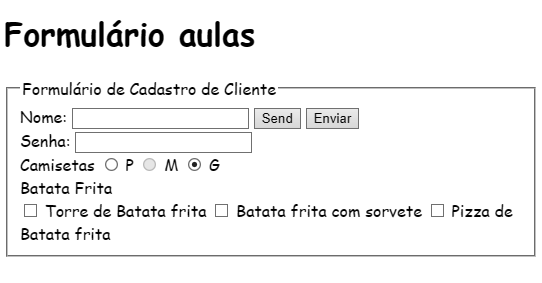 Formulário aulas
Formulário de Cadastro de Cliente
Nome: Send Enviar
Senha:
Camisetas P M G
Batata Frita
Torre de Batata frita Batata frita com sorvete Pizza de
Batata frita